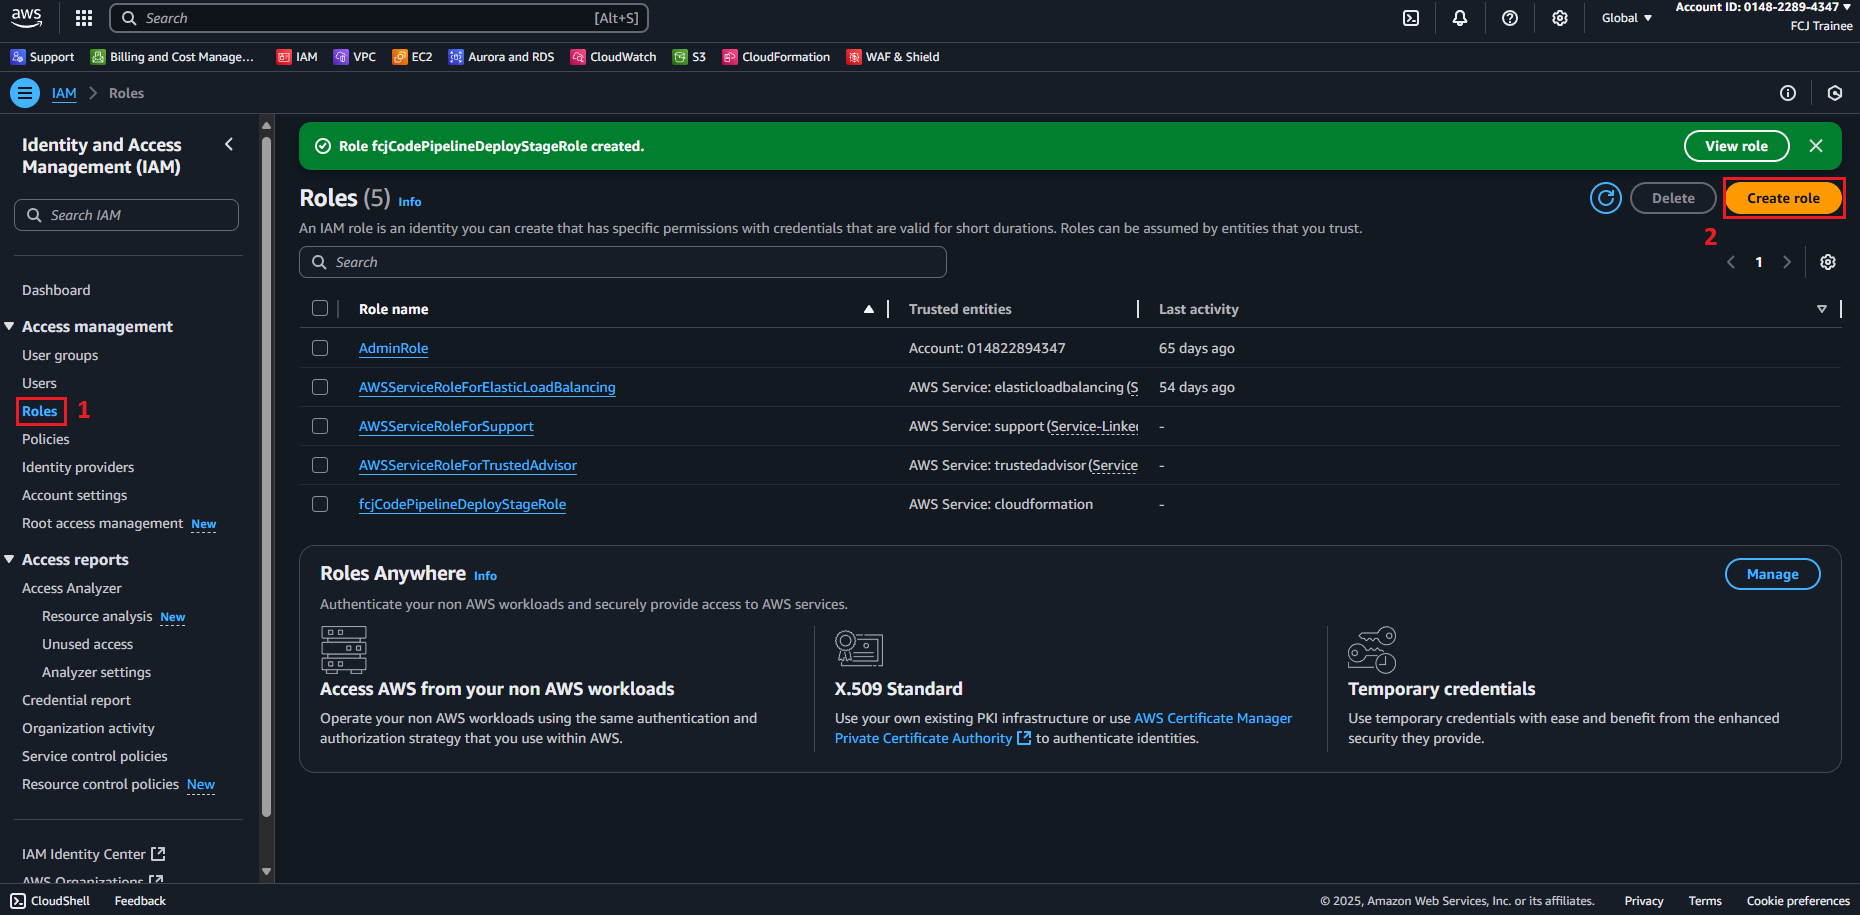 aws
Search
[Alt+S]
Global
Account ID: 0148-2289-4347
FCJ Trainee
Support
Billing and Cost Manage...
IAM
VPC
EC2
Aurora and RDS
CloudWatch
S3
CloudFormation
WAF & Shield
IAM
Roles
Identity and Access
Management (IAM)
Search IAM
Dashboard
Access management
User groups
Users
Roles
1
Policies
Identity providers
Account settings
Root access management New
Access reports
Access Analyzer
Resource analysis New
Unused access
Analyzer settings
Credential report
Organization activity
Service control policies
Resource control policies New
IAM Identity Center
AWS Organizations
Role fcjCodePipelineDeployStageRole created.
View role
Roles (5) Info
Delete
Create role
2
An IAM role is an identity you can create that has specific permissions with credentials that are valid for short durations. Roles can be assumed by entities that you trust.
Search
1
Role name
Trusted entities
Last activity
AdminRole
Account: 014822894347
65 days ago
AWSServiceRoleForElasticLoadBalancing
AWS Service: elasticloadbalancing (S
54 days ago
AWSServiceRoleForSupport
AWS Service: support (Service-Linke
-
AWSServiceRoleForTrustedAdvisor
AWS Service: trustedadvisor (Service
-
fcjCodePipelineDeployStageRole
AWS Service: cloudformation
-
Roles Anywhere Info
Manage
Authenticate your non AWS workloads and securely provide access to AWS services.
Access AWS from your non AWS workloads
Operate your non AWS workloads using the same authentication and
authorization strategy that you use within AWS.
X.509 Standard
Use your own existing PKI infrastructure or use AWS Certificate Manager
Private Certificate Authority to authenticate identities.
Temporary credentials
Use temporary credentials with ease and benefit from the enhanced
security they provide.
CloudShell
Feedback
© 2025, Amazon Web Services, Inc. or its affiliates.
Privacy
Terms
Cookie preferences